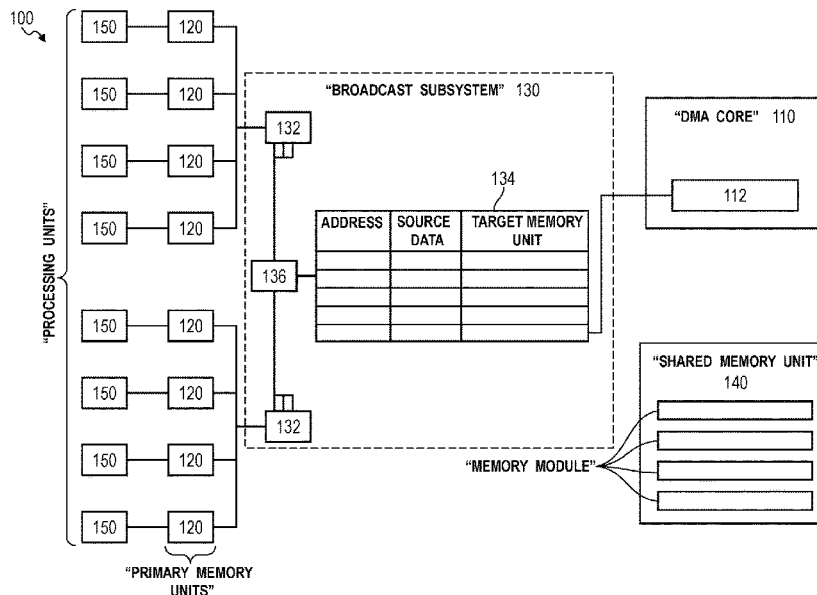 100
150 120
150 120
150 120
150 120
150 120
150 120
150 120
150 120
"PROCESSING UNITS"
"PRIMARY MEMORY
UNITS"
"BROADCAST SUBSYSTEM" 130
132
136
132
134
ADDRESS
SOURCE
DATA
TARGET MEMORY
UNIT
"DMA CORE" 110
112
"SHARED MEMORY UNIT"
140
"MEMORY MODULE"